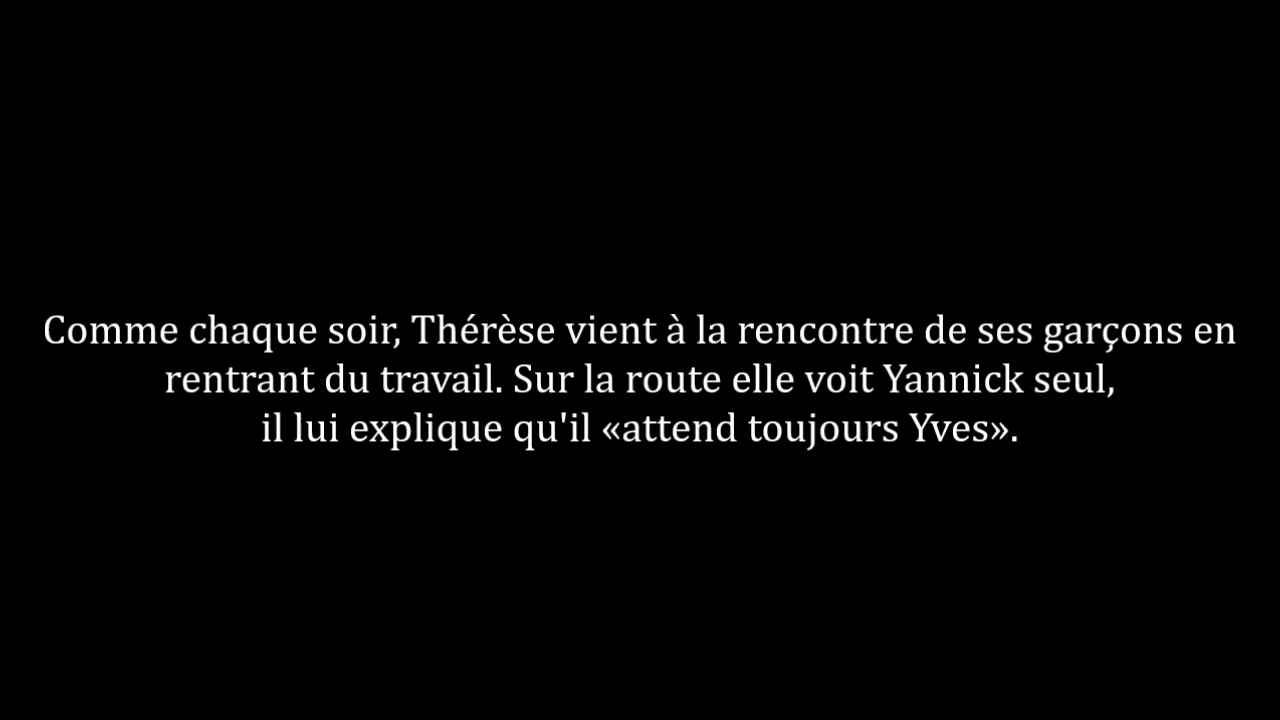 Comme chaque soir, Thérèse vient à la rencontre de ses garçons en
rentrant du travail. Sur la route elle voit Yannick seul,
il lui explique qu'il «attend toujours Yves».